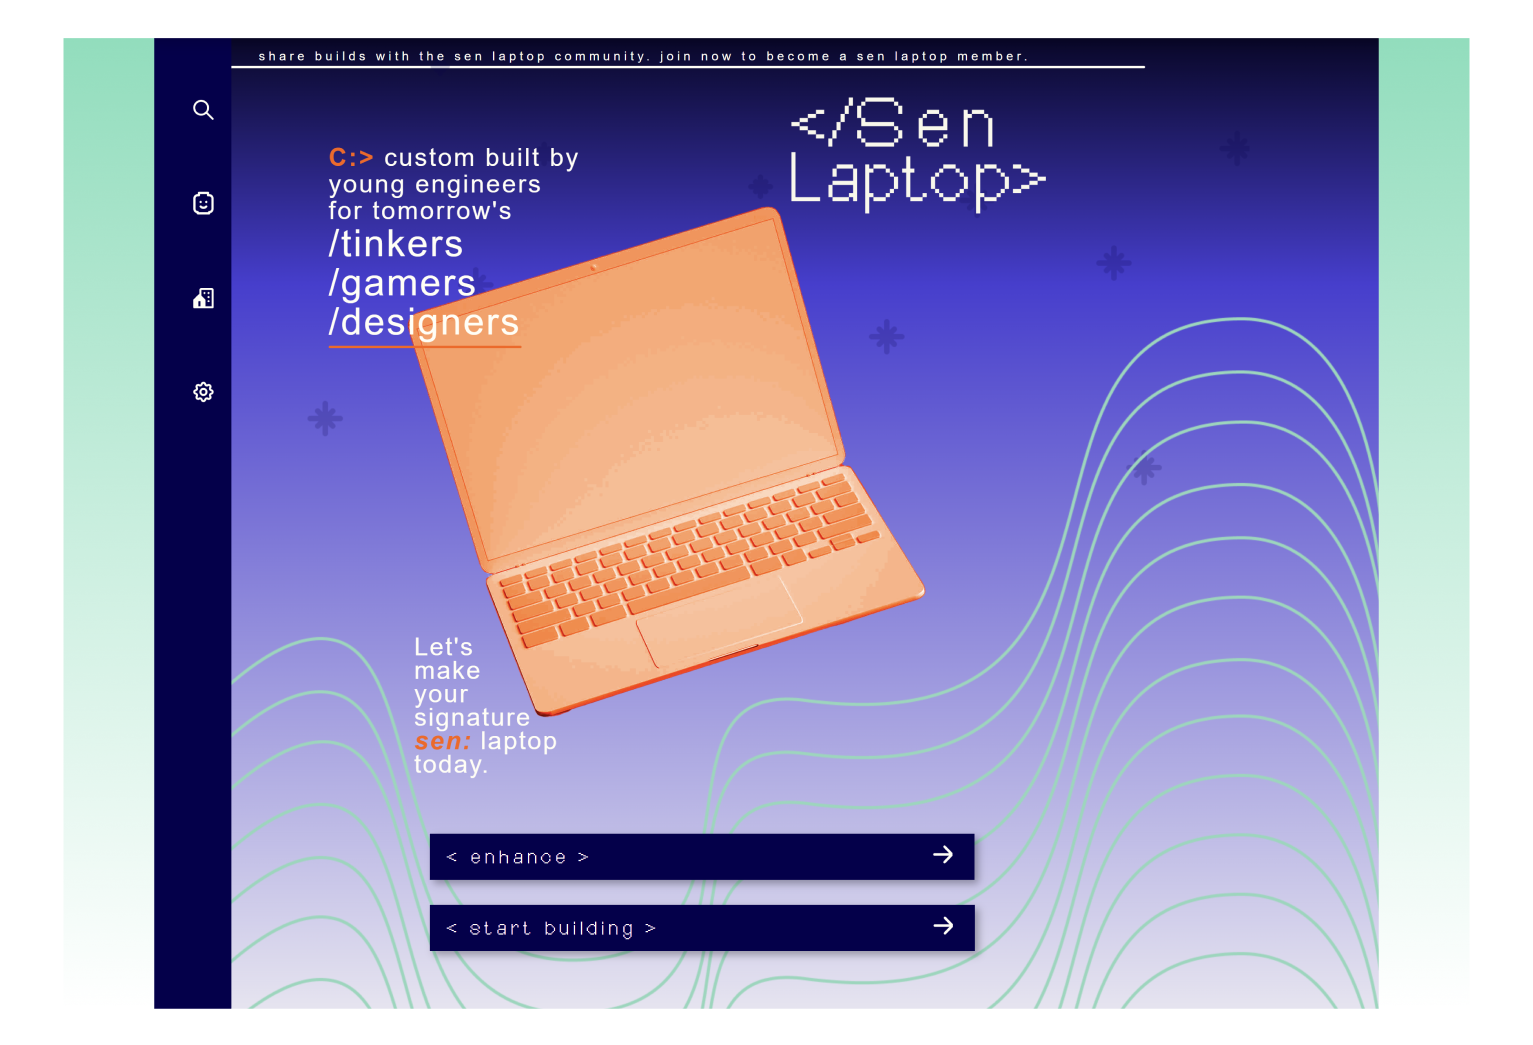 share builds with the sen laptop community. join now to become a sen laptop member.
</Sen
Laptop>
C:> custom built by
young engineers
for tomorrow's
/tinkers
/gamers
/designers
Let's
make
your
signature
sen: laptop
today.
< enhance >
< start building >